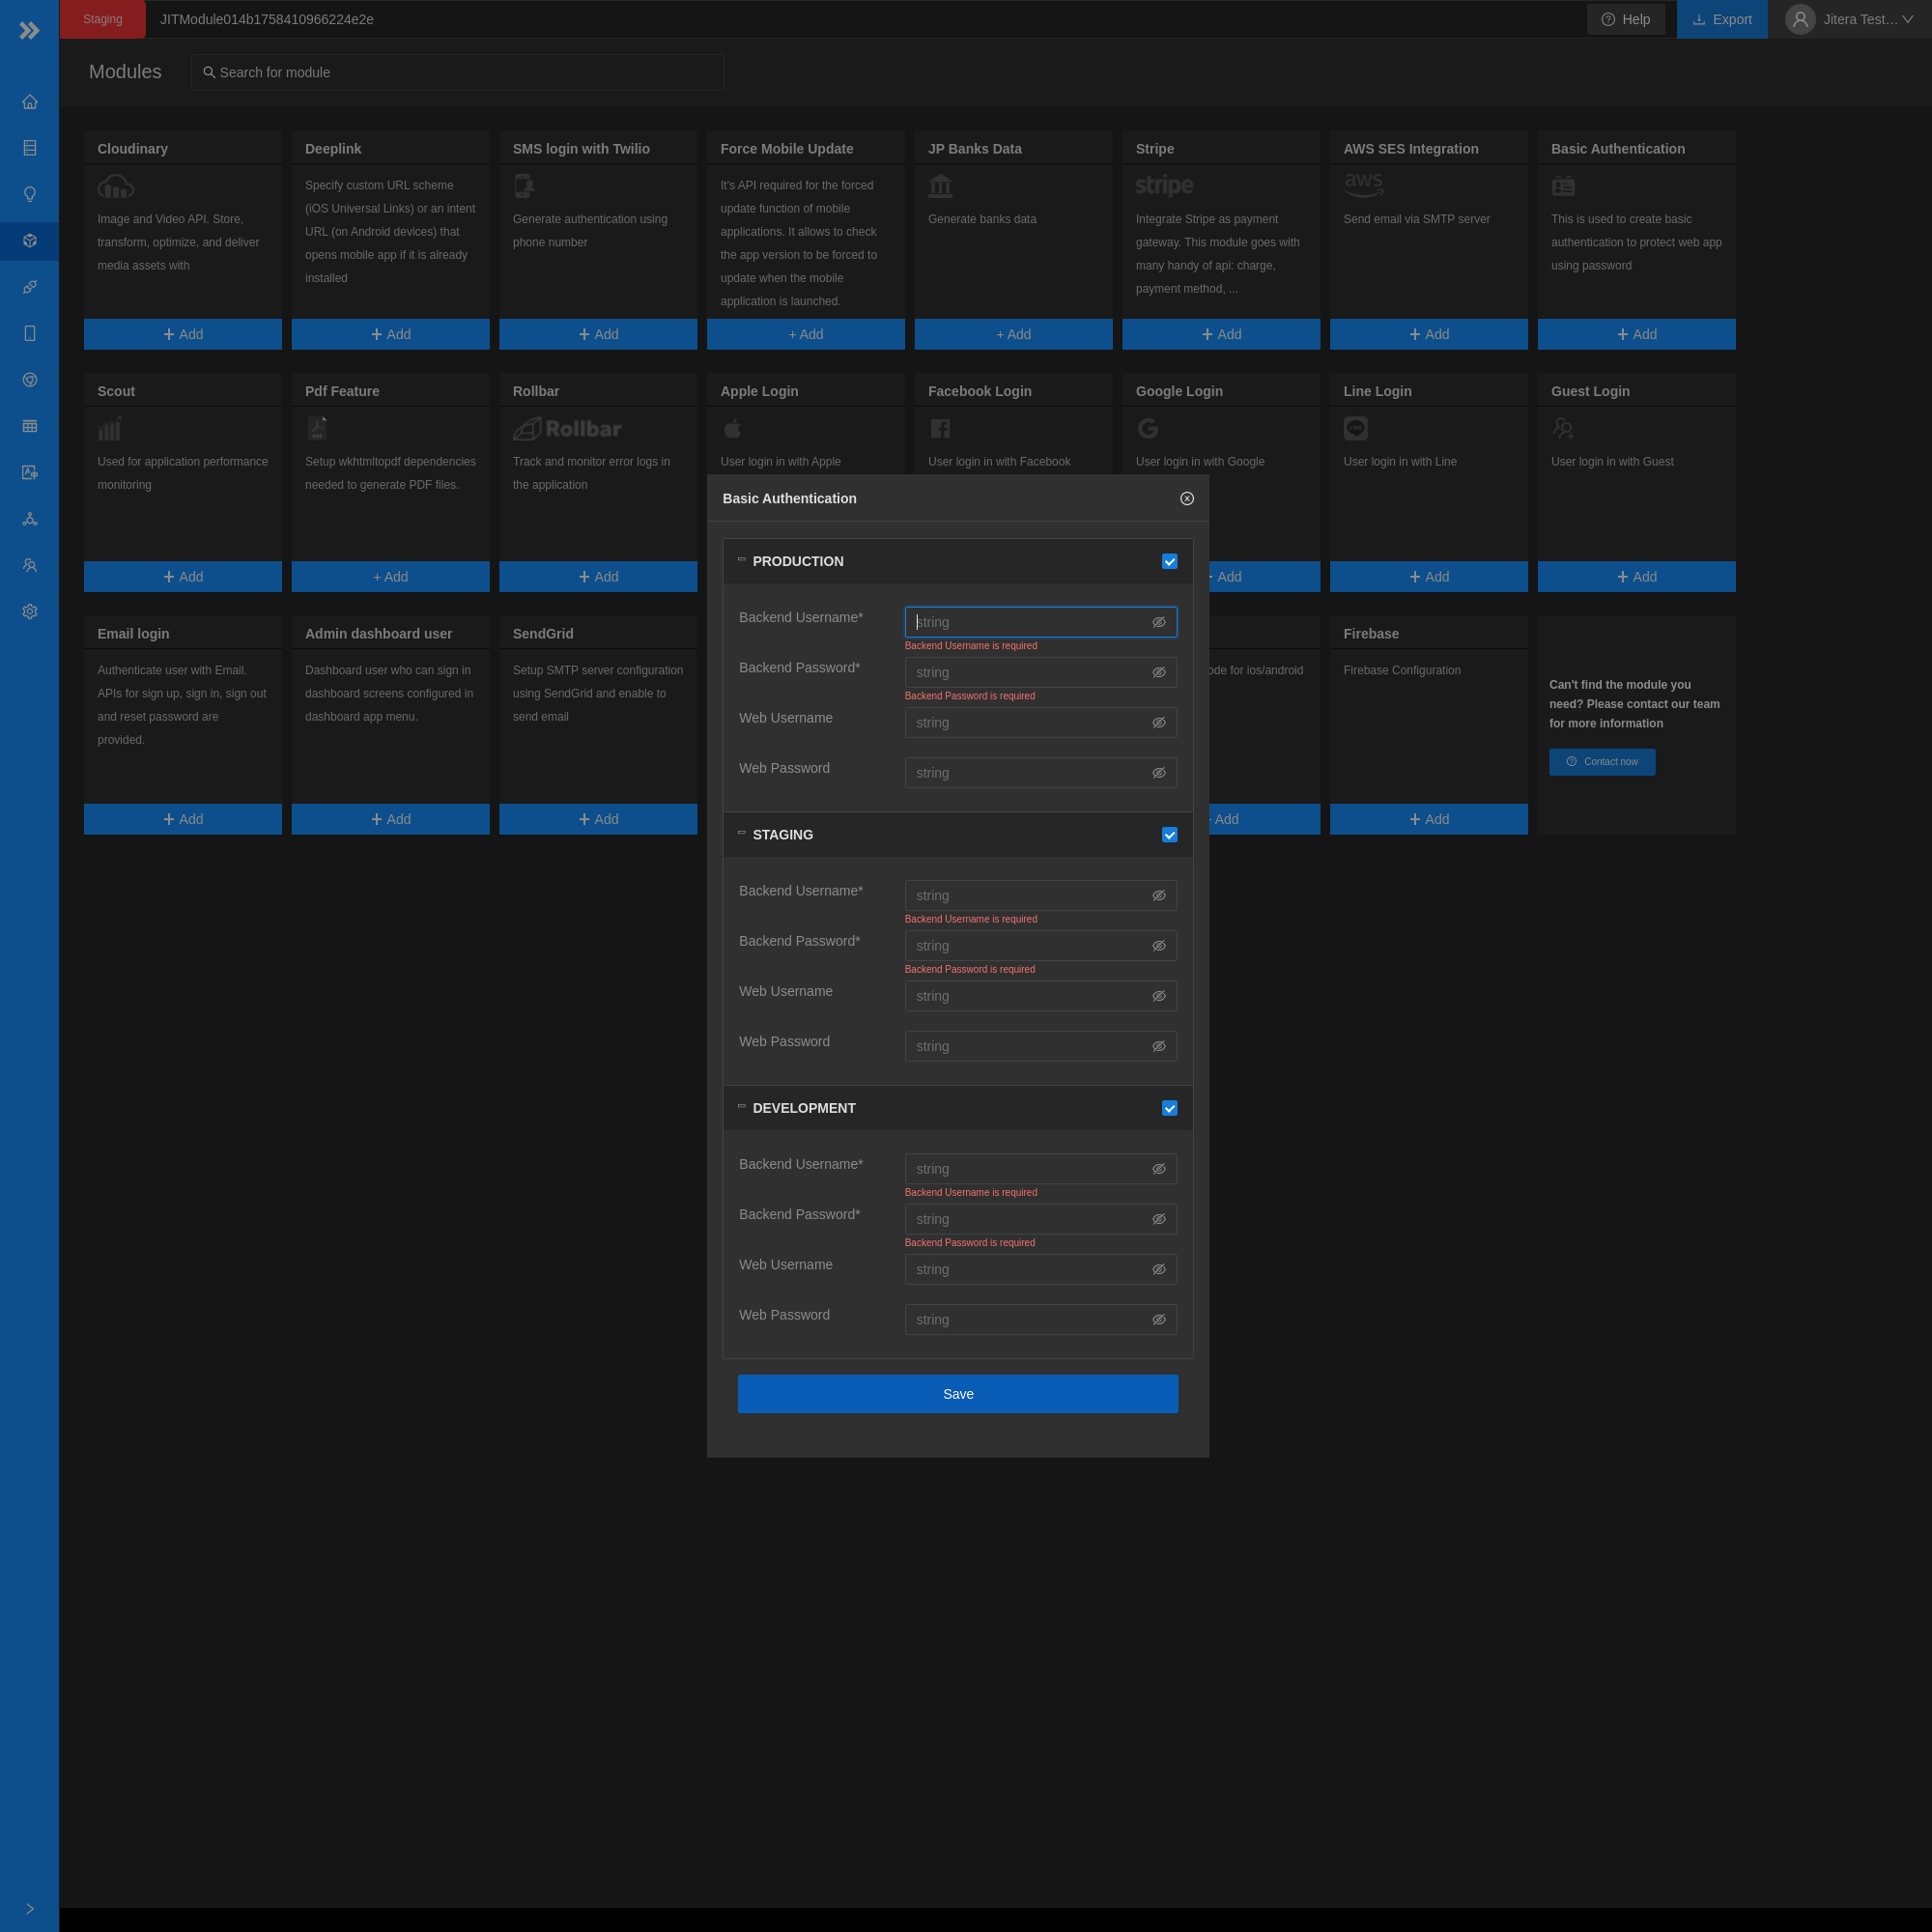 Staging
JITModule014b1758410966224e2e
Help
Export
Jitera Test...
Modules
Search for module
Cloudinary
Image and Video API. Store,
transform, optimize, and deliver
media assets with
+ Add
Deeplink
Specify custom URL scheme
(iOS Universal Links) or an intent
URL (on Android devices) that
opens mobile app if it is already
installed
+ Add
SMS login with Twilio
Generate authentication using
phone number
+ Add
Force Mobile Update
It's API required for the forced
update function of mobile
applications. It allows to check
the app version to be forced to
update when the mobile
application is launched.
+ Add
JP Banks Data
Generate banks data
+ Add
Stripe
stripe
Integrate Stripe as payment
gateway. This module goes with
many handy of api: charge,
payment method, ...
+ Add
AWS SES Integration
aws
Send email via SMTP server
+ Add
Basic Authentication
This is used to create basic
authentication to protect web app
using password
+ Add
Scout
Used for application performance
monitoring
+ Add
Pdf Feature
PDF
Setup wkhtmltopdf dependencies
needed to generate PDF files.
+ Add
Rollbar
Rollbar
Track and monitor error logs in
the application
+ Add
Apple Login
User login in with Apple
Facebook Login
User login in with Facebook
Google Login
User login in with Google
Add
Line Login
LINE
User login in with Line
+ Add
Guest Login
User login in with Guest
+ Add
Email login
Authenticate user with Email.
APIs for sign up, sign in, sign out
and reset password are
provided.
+ Add
Admin dashboard user
Dashboard user who can sign in
dashboard screens configured in
dashboard app menu.
+ Add
SendGrid
Setup SMTP server configuration
using SendGrid and enable to
send email
+ Add
for ios/android
Add
Firebase
Firebase Configuration
+ Add
Can't find the module you
need? Please contact our team
for more information
Contact now
Basic Authentication
PRODUCTION
Backend Username*
string
Backend Username is required
Backend Password*
string
Backend Password is required
Web Username
string
Web Password
string
STAGING
Backend Username*
string
Backend Username is required
Backend Password*
string
Backend Password is required
Web Username
string
Web Password
string
DEVELOPMENT
Backend Username*
string
Backend Username is required
Backend Password*
string
Backend Password is required
Web Username
string
Web Password
string
Save